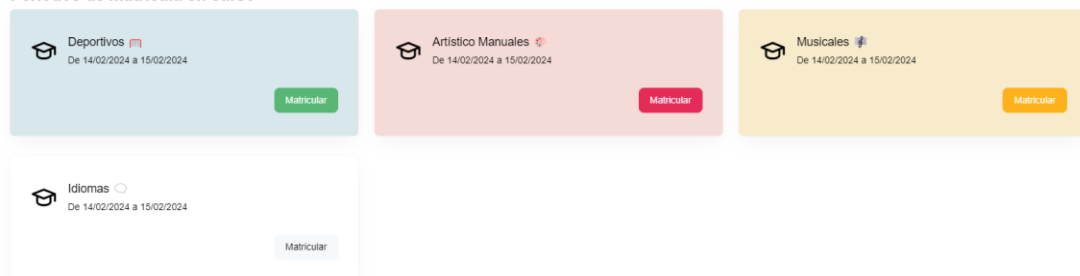 Deportivos
De 14/02/2024 a 15/02/2024
Matricular
Artístico Manuales
De 14/02/2024 a 15/02/2024
Matricular
Musicales
De 14/02/2024 a 15/02/2024
Matricular
Idiomas
De 14/02/2024 a 15/02/2024
Matricular